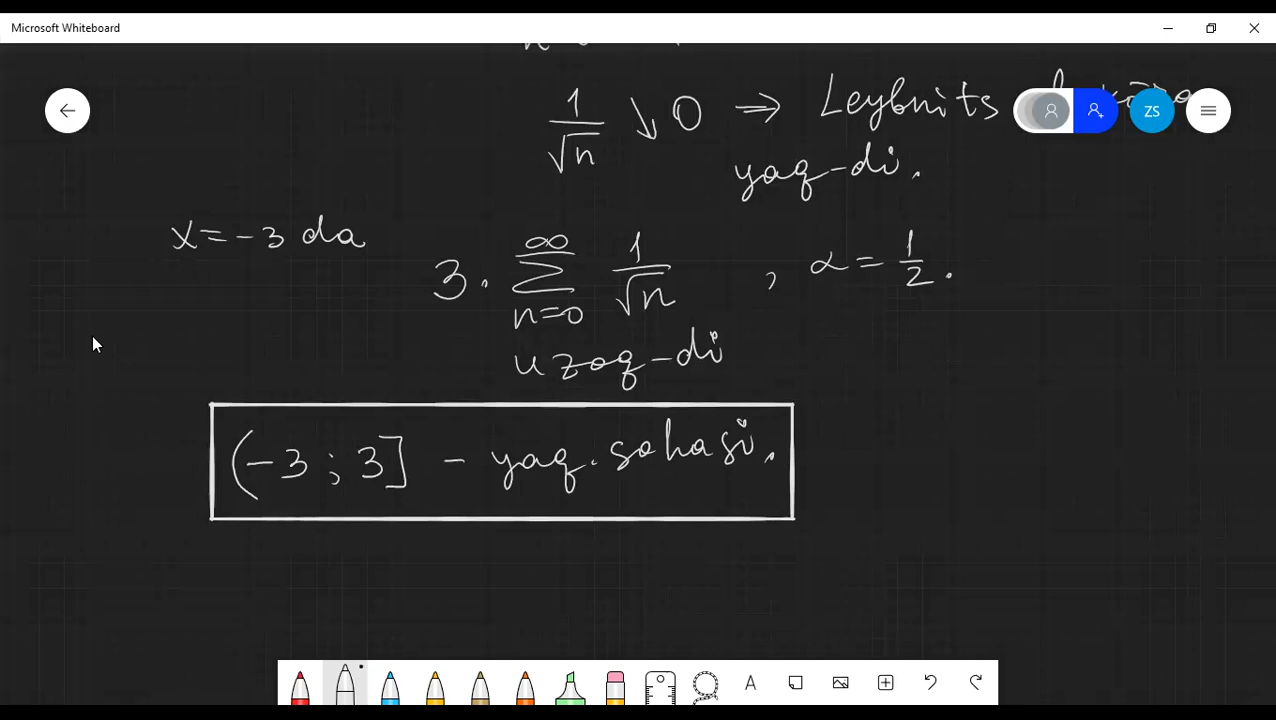 Microsoft Whiteboard
1/√n ↘ 0 ⇒ Leybnits
ZS
yaq-di.
x=-3 da
3. ∞∑n=0 1/√n , α = 1/2.
uzoq-di
(-3 ; 3] - yaq. sohasi.
A